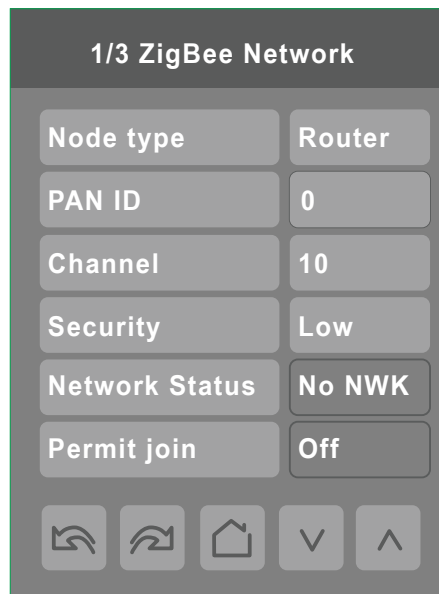 1/3 ZigBee Network
Node type Router
PAN ID 0
Channel 10
Security Low
Network Status No NWK
Permit join Off